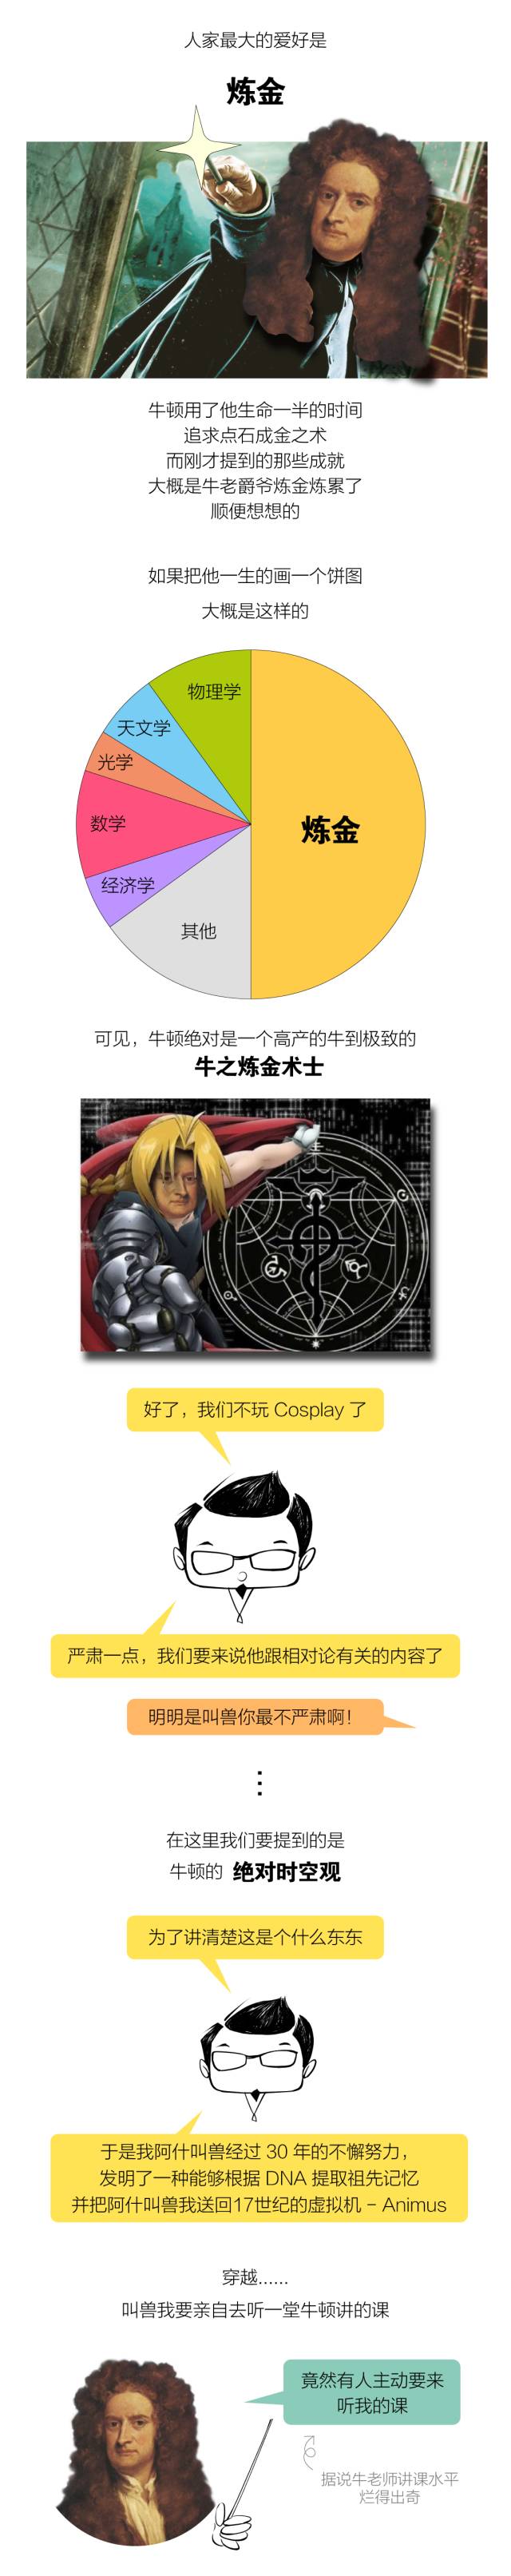 人家最大的爱好是
炼金
牛顿用了他生命一半的时间
追求点石成金之术
而刚才提到的那些成就
大概是牛老爵爷炼金炼累了
顺便想想的
如果把他一生的画一个饼图
大概是这样的
物理学
天文学
光学
数学
经济学
其他
炼金
可见，牛顿绝对是一个高产的牛到极致的
牛之炼金术士
好了，我们不玩 Cosplay 了
严肃一点，我们要来说他跟相对论有关的内容了
明明是叫兽你最不严肃啊！
⋮
在这里我们要提到的是
牛顿的 绝对时空观
为了讲清楚这是个什么东东
于是我阿什叫兽经过 30 年的不懈努力，
发明了一种能够根据 DNA 提取祖先记忆
并把阿什叫兽我送回17世纪的虚拟机 - Animus
穿越......
叫兽我要亲自去听一堂牛顿讲的课
竟然有人主动要来
听我的课
据说牛老师讲课水平
烂得出奇